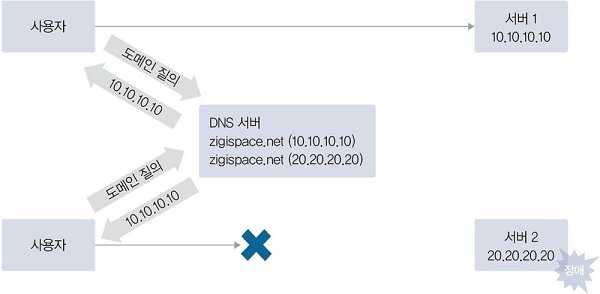 사용자
서버 1
10.10.10.10
도메인 질의
10.10.10.10
DNS 서버
zigispace.net (10.10.10.10)
zigispace.net (20.20.20.20)
도메인 질의
10.10.10.10
사용자
서버 2
20.20.20.20
장애